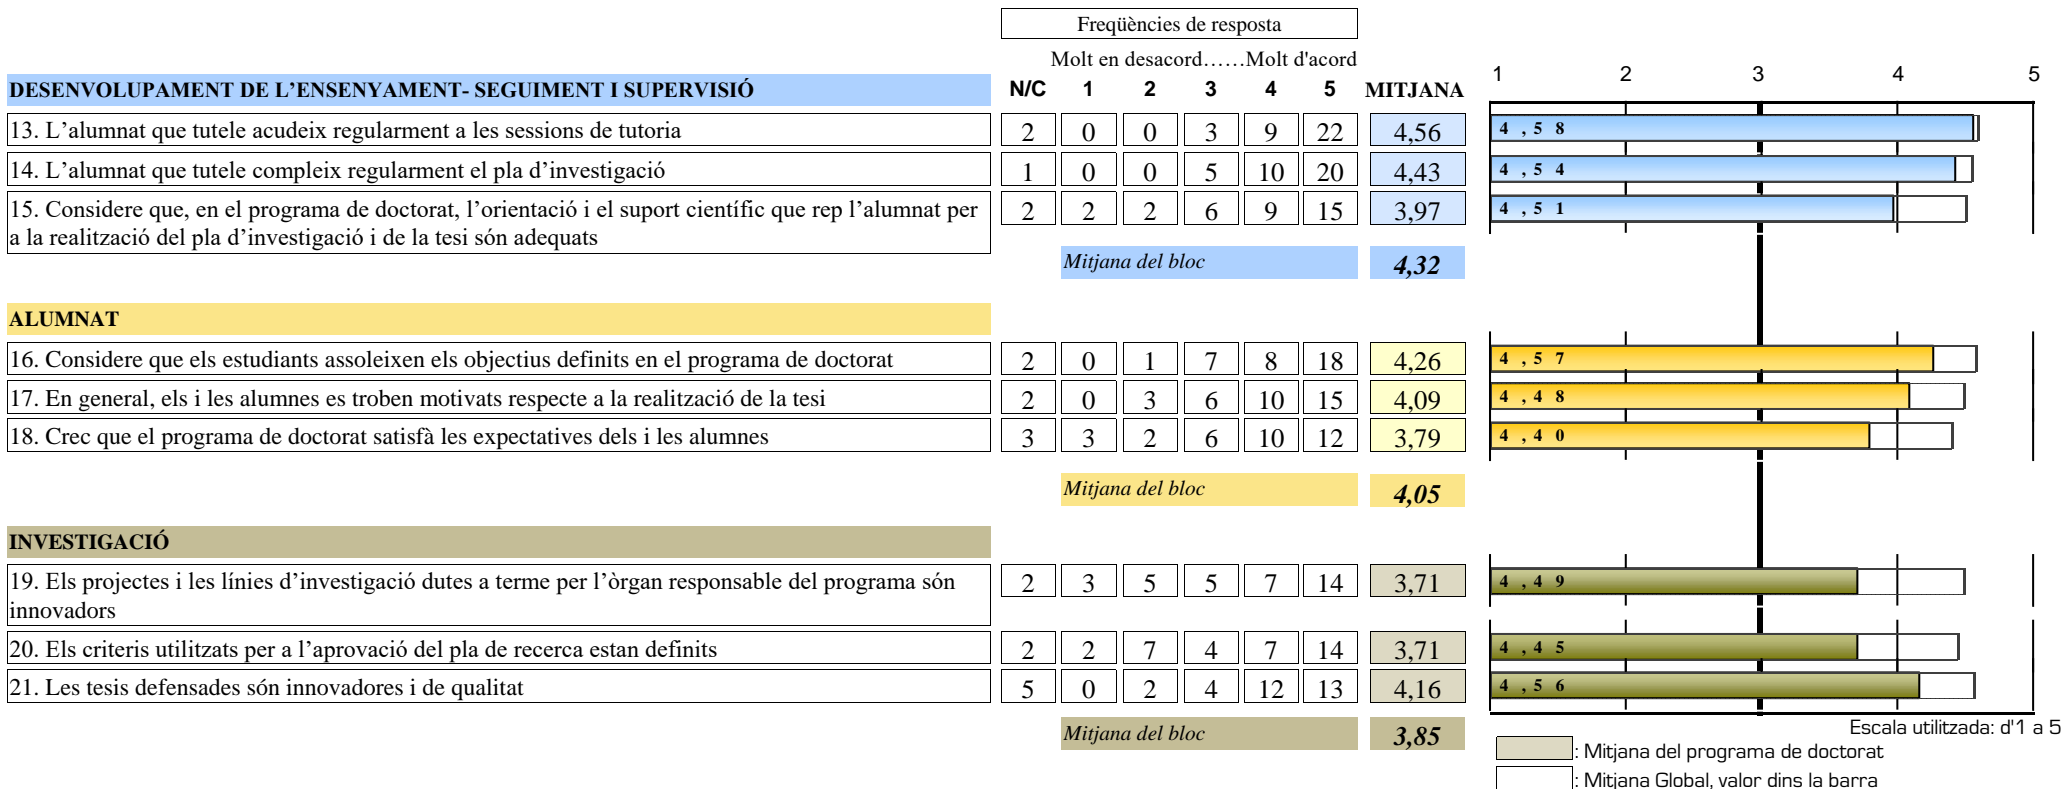 Freqüències de resposta
Molt en desacord……Molt d'acord
DESENVOLUPAMENT DE L’ENSENYAMENT- SEGUIMENT I SUPERVISIÓ N/C 1 2 3 4 5 MITJANA 1 2 3 4 5
13. L’alumnat que tutele acudeix regularment a les sessions de tutoria 2 0 0 3 9 22 4,56 4,58
14. L’alumnat que tutele compleix regularment el pla d’investigació 1 0 0 5 10 20 4,43 4,54
15. Considere que, en el programa de doctorat, l’orientació i el suport científic que rep l’alumnat per 2 2 2 6 9 15 3,97 4,51
a la realització del pla d’investigació i de la tesi són adequats
Mitjana del bloc 4,32
ALUMNAT
16. Considere que els estudiants assoleixen els objectius definits en el programa de doctorat 2 0 1 7 8 18 4,26 4,57
17. En general, els i les alumnes es troben motivats respecte a la realització de la tesi 2 0 3 6 10 15 4,09 4,48
18. Crec que el programa de doctorat satisfà les expectatives dels i les alumnes 3 3 2 6 10 12 3,79 4,40
Mitjana del bloc 4,05
INVESTIGACIÓ
19. Els projectes i les línies d’investigació dutes a terme per l’òrgan responsable del programa són 2 3 5 5 7 14 3,71 4,49
innovadors
20. Els criteris utilitzats per a l’aprovació del pla de recerca estan definits 2 2 7 4 7 14 3,71 4,45
21. Les tesis defensades són innovadores i de qualitat 5 0 2 4 12 13 4,16 4,56
Mitjana del bloc 3,85
Escala utilitzada: d'1 a 5
: Mitjana del programa de doctorat
: Mitjana Global, valor dins la barra